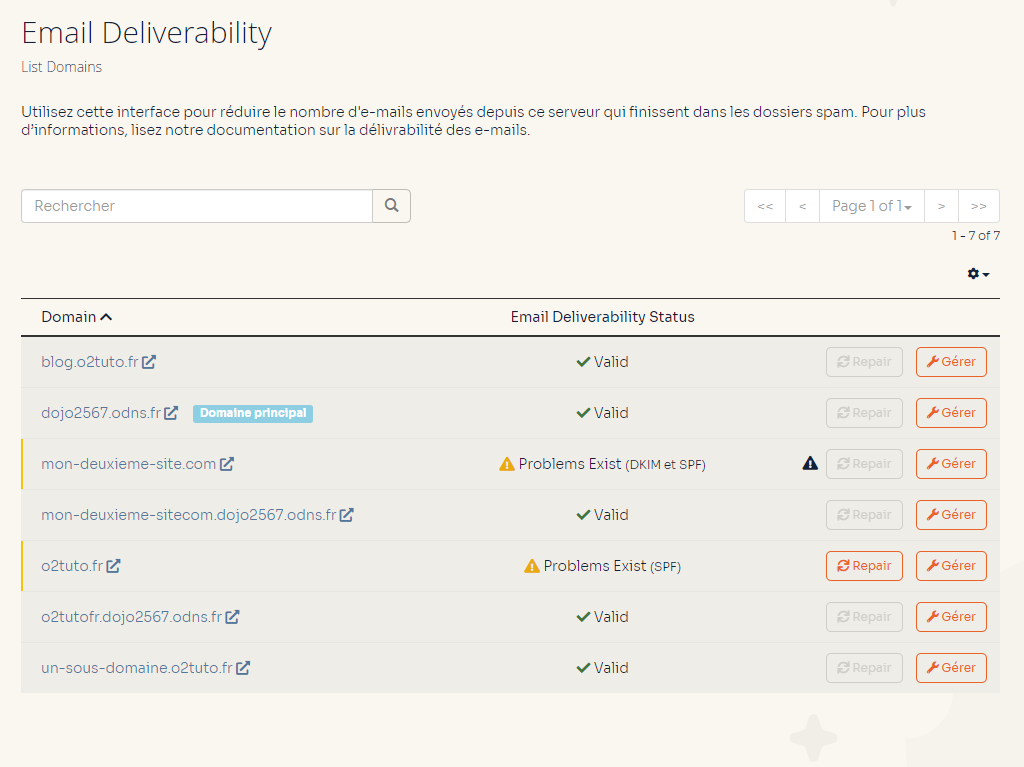 Email Deliverability
List Domains
Utilisez cette interface pour réduire le nombre d'e-mails envoyés depuis ce serveur qui finissent dans les dossiers spam. Pour plus
d'informations, lisez notre documentation sur la délivrabilité des e-mails.
Rechercher
<< < Page 1 of 1 > >>
1 - 7 of 7
Domain Email Deliverability Status
blog.o2tuto.fr Valid Repair Gérer
dojo2567.odns.fr Domaine principal Valid Repair Gérer
mon-deuxieme-site.com Problems Exist (DKIM et SPF) Repair Gérer
mon-deuxieme-sitecom.dojo2567.odns.fr Valid Repair Gérer
o2tuto.fr Problems Exist (SPF) Repair Gérer
o2tutofr.dojo2567.odns.fr Valid Repair Gérer
un-sous-domaine.o2tuto.fr Valid Repair Gérer